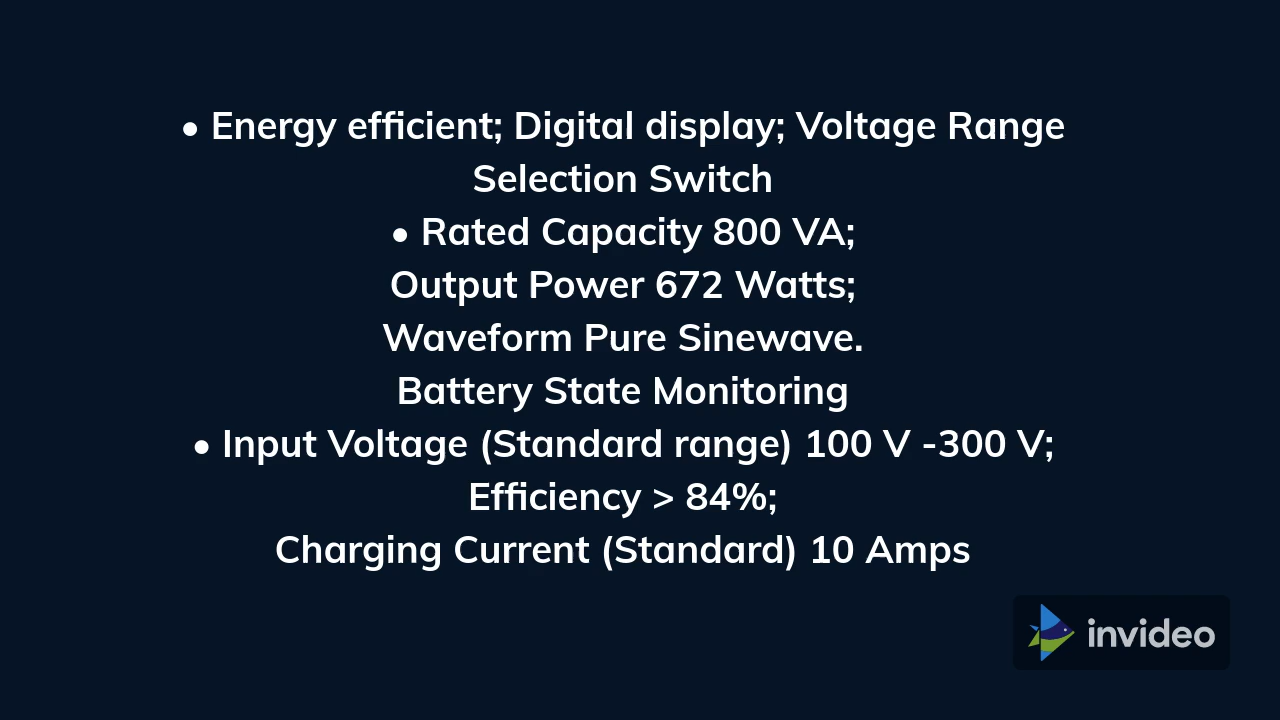 • Energy efficient; Digital display; Voltage Range
Selection Switch
• Rated Capacity 800 VA;
Output Power 672 Watts;
Waveform Pure Sinewave.
Battery State Monitoring
• Input Voltage (Standard range) 100 V -300 V;
Efficiency > 84%;
Charging Current (Standard) 10 Amps
invideo